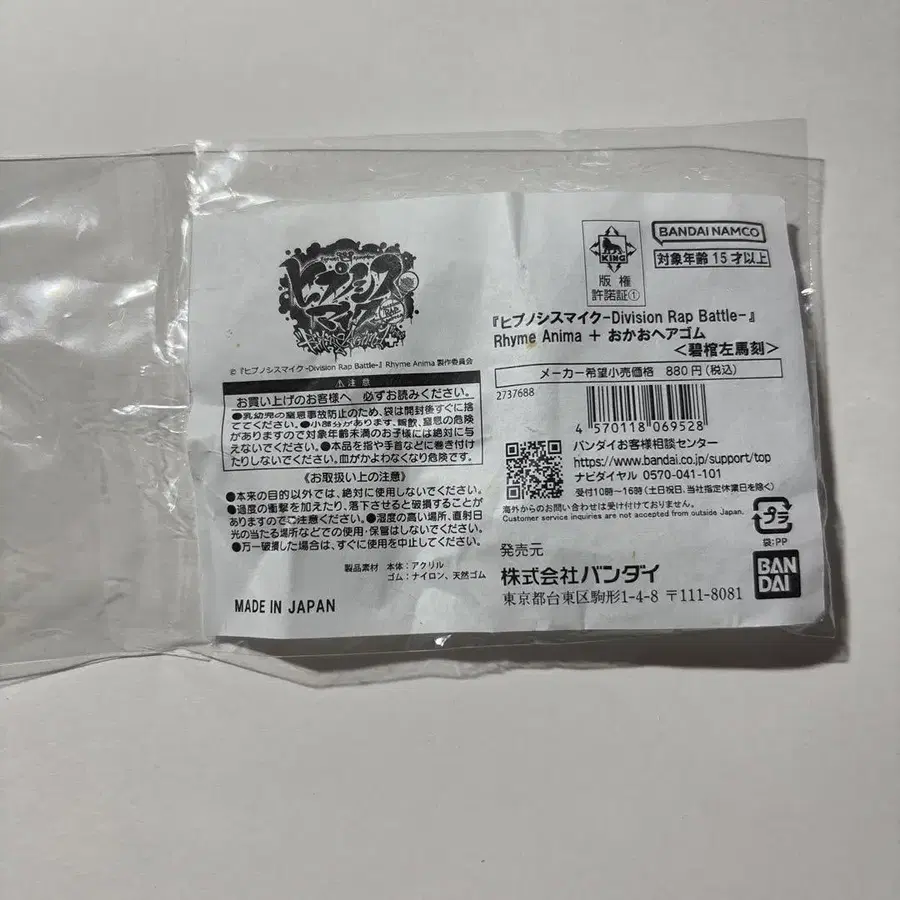 ヒプノシス
マイク
©『ヒプノシスマイク-Division Rap Battle-』Rhyme Anima 製作委員会
⚠注意
お買い上げのお客様へ 必ずお読みください。
●乳幼児の窒息事故防止のため、袋は開封後すぐに捨
ててください。●小部分があります。誤飲、窒息の危険
がありますので対象年齢未満のお子様には絶対に与
えないでください。●本品を指や手首などに巻き付け
たりしないでください。血がかよわなくなり危険です。
《お取扱い上の注意》
●本来の目的以外では、絶対に使用しないでください。
●過度の衝撃を加えたり、落下させると破損することが
ありますのでご注意ください。●湿度の高い場所、直射日
光の当たる場所などでの使用・保管はしないでください。
●万一破損した場合は、すぐに使用を中止してください。
製品素材 本体：アクリル
ゴム：ナイロン、天然ゴム
MADE IN JAPAN
KING
版権
許諾証①
BANDAI NAMCO
対象年齢 15才以上
『ヒプノシスマイク-Division Rap Battle-』
Rhyme Anima + おかおヘアゴム
＜碧棺左馬刻＞
メーカー希望小売価格 880円（税込）
2737688
4 570118 069528
バンダイお客様相談センター
https://www.bandai.co.jp/support/top
ナビダイヤル 0570-041-101
受付10時～16時（土日祝日、当社指定休業日を除く）
海外からのお問い合わせは受け付けておりません。
Customer service inquiries are not accepted from outside Japan.
プラ
袋：PP
発売元
株式会社バンダイ
東京都台東区駒形1-4-8 〒111-8081
BAN
DAI